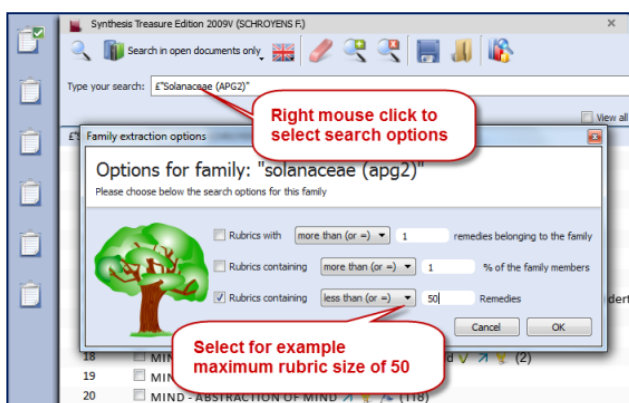 Synthesis Treasure Edition 2009V (SCHROYENS F.)
Search in open documents only
Type your search: £"Solanaceae (APG2)"
Right mouse click to
select search options
View all
Family extraction options
Options for family: "solanaceae (apg2)"
Please choose below the search options for this family
Rubrics with more than (or =) 1 remedies belonging to the family
Rubrics containing more than (or =) 1 % of the family members
Rubrics containing less than (or =) 50 Remedies
Cancel OK
Select for example
maximum rubric size of 50
18 MIN (2)
19 MIN
20 MIND - ABSTRACTION OF MIND (118)